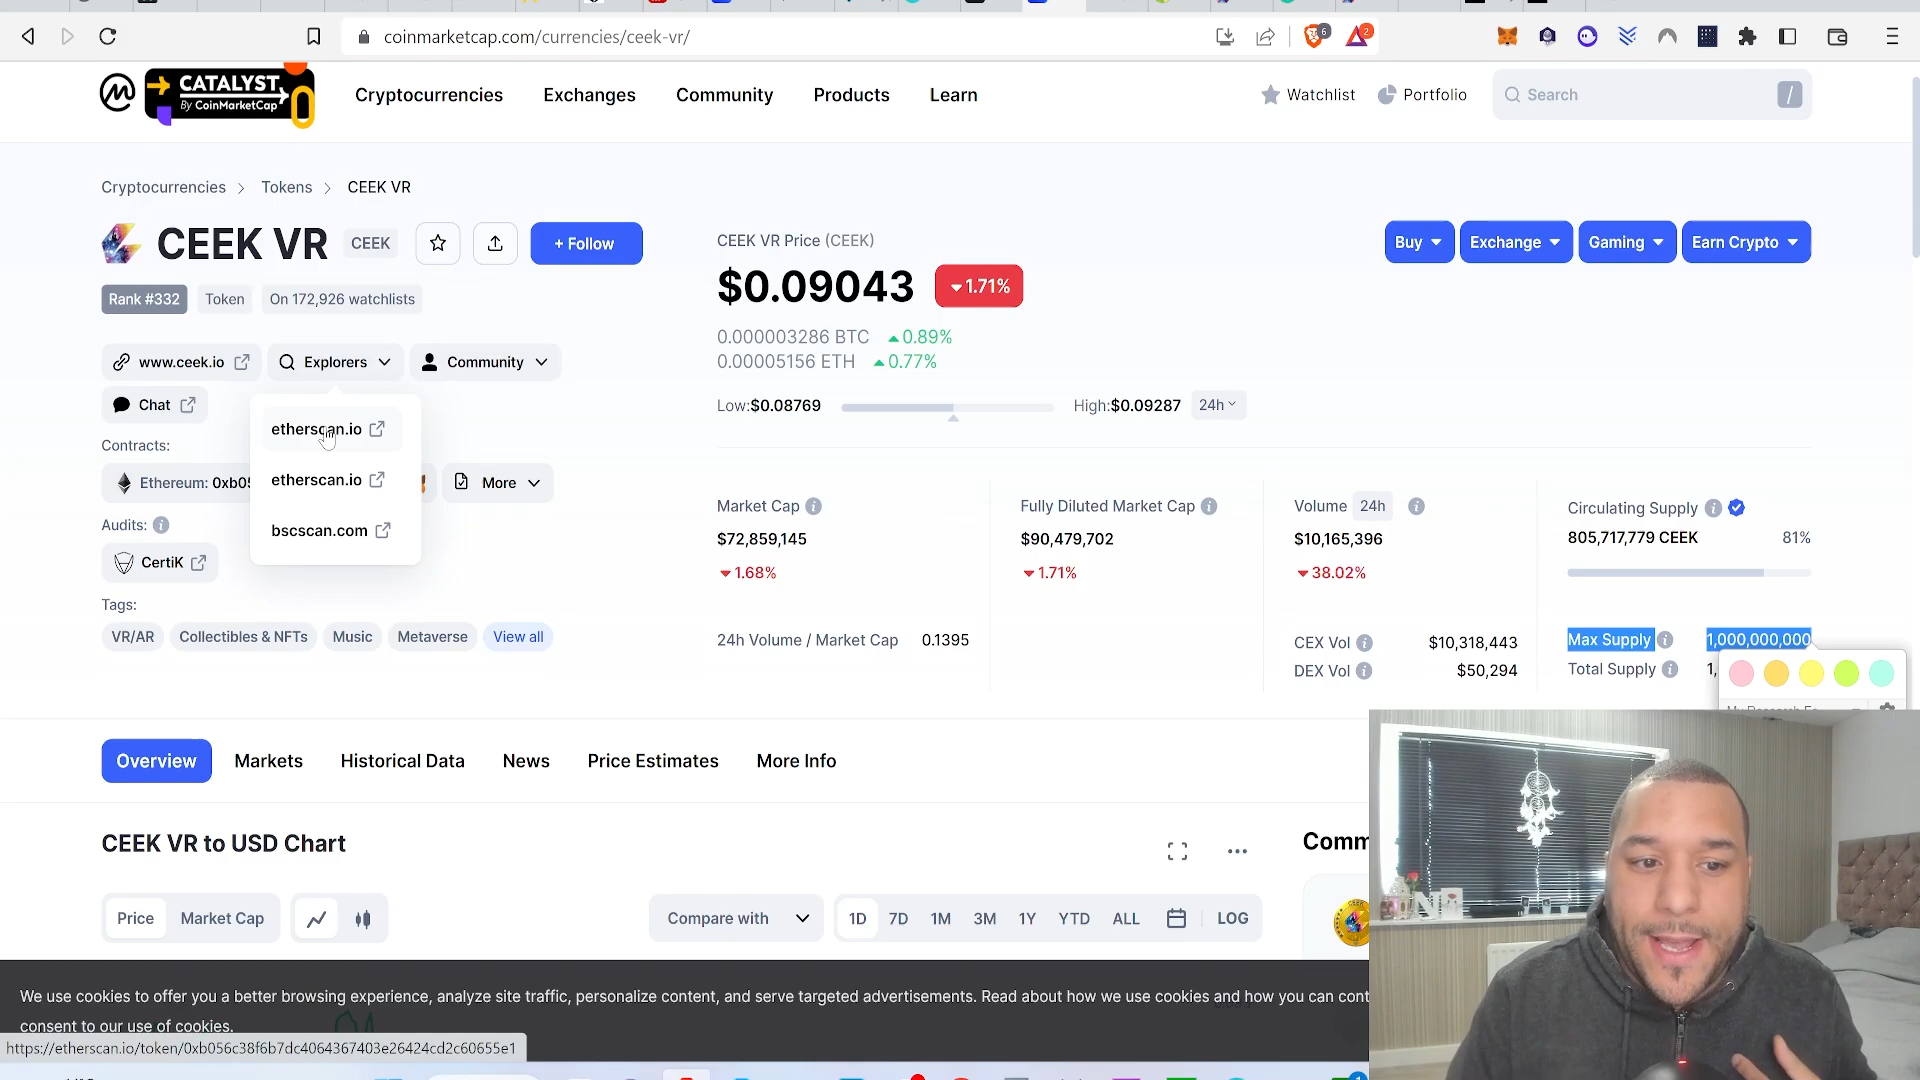 coinmarketcap.com/currencies/ceek-vr/
6
2
CATALYST
By CoinMarketCap
Cryptocurrencies
Exchanges
Community
Products
Learn
Watchlist
Portfolio
Search
/
Cryptocurrencies > Tokens > CEEK VR
CEEK VR
CEEK
+ Follow
Rank #332
Token
On 172,926 watchlists
www.ceek.io
Explorers
Community
Chat
etherscan.io
etherscan.io
bscscan.com
Contracts:
Ethereum: 0xb05
More
Audits:
CertiK
Tags:
VR/AR
Collectibles & NFTs
Music
Metaverse
View all
CEEK VR Price (CEEK)
$0.09043
1.71%
0.000003286 BTC 0.89%
0.00005156 ETH 0.77%
Low:$0.08769
High:$0.09287
24h
Buy
Exchange
Gaming
Earn Crypto
Market Cap
$72,859,145
1.68%
24h Volume / Market Cap 0.1395
Fully Diluted Market Cap
$90,479,702
1.71%
Volume 24h
$10,165,396
38.02%
CEX Vol $10,318,443
DEX Vol $50,294
Circulating Supply
805,717,779 CEEK 81%
Max Supply 1,000,000,000
Total Supply 1,
Overview
Markets
Historical Data
News
Price Estimates
More Info
CEEK VR to USD Chart
Comm
Price
Market Cap
Compare with
1D
7D
1M
3M
1Y
YTD
ALL
LOG
We use cookies to offer you a better browsing experience, analyze site traffic, personalize content, and serve targeted advertisements. Read about how we use cookies and how you can cont
consent to our use of cookies.
https://etherscan.io/token/0xb056c38f6b7dc4064367403e26424cd2c60655e1